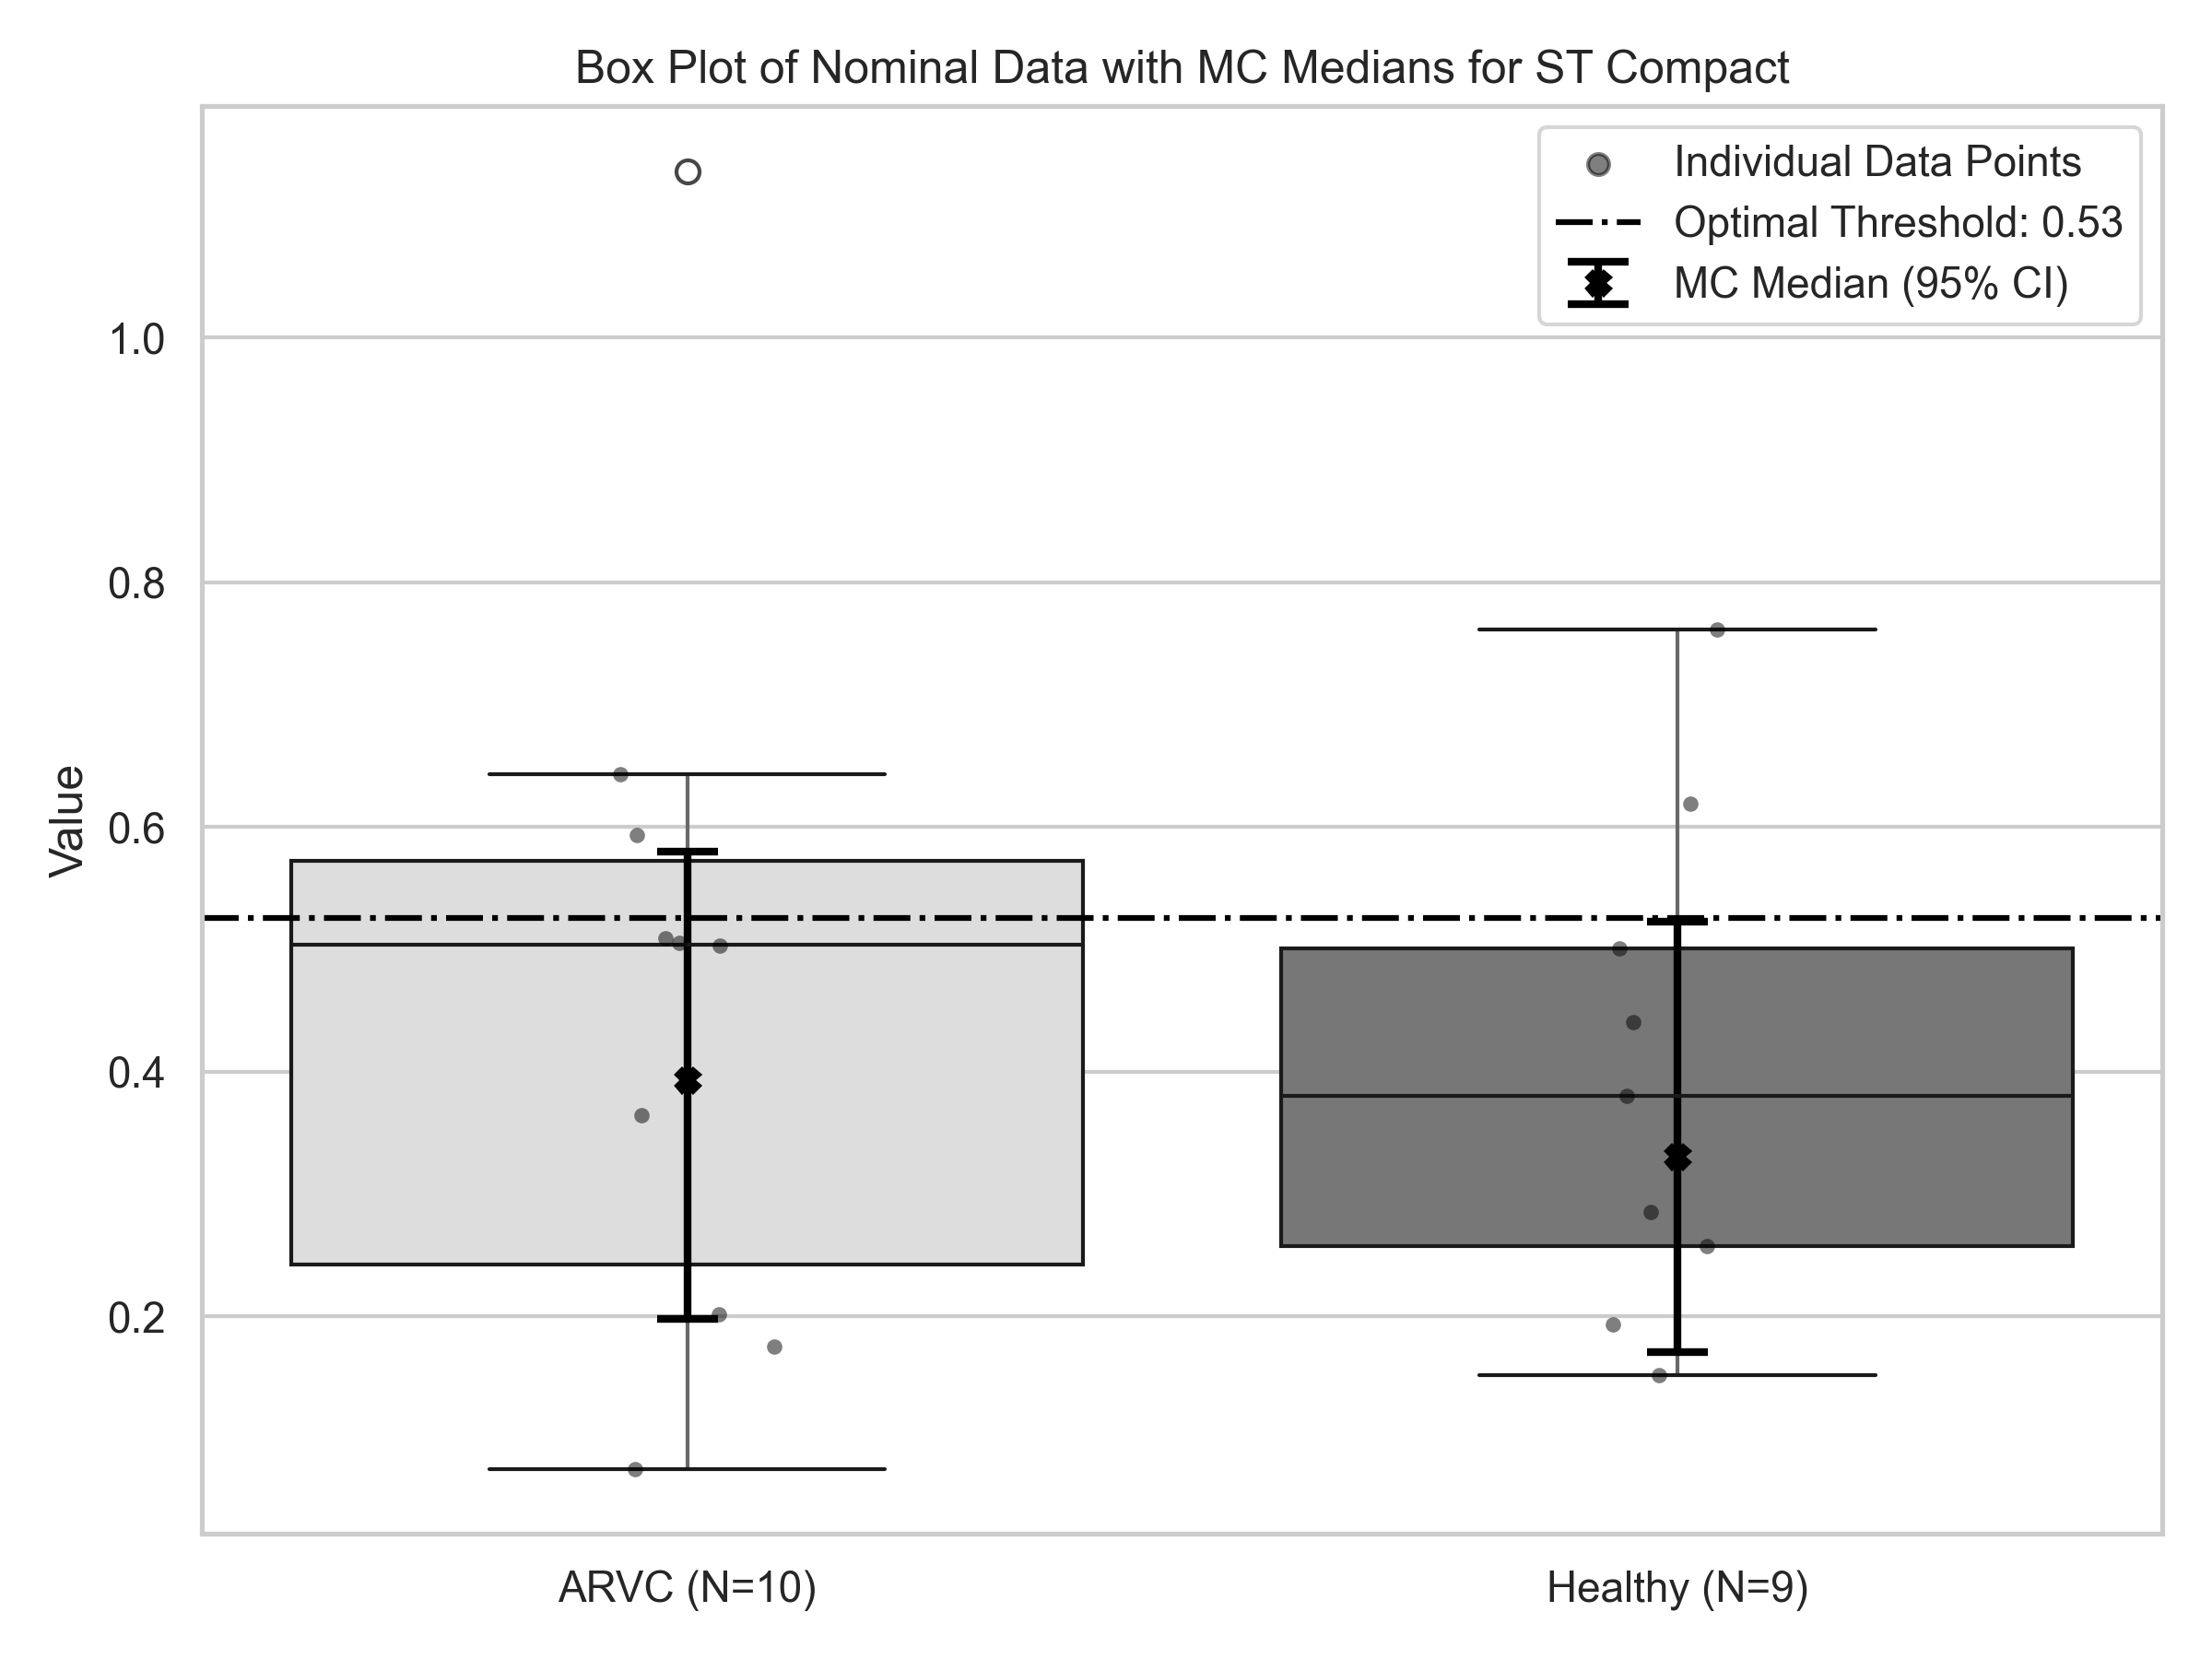 Box Plot of Nominal Data with MC Medians for ST Compact
Individual Data Points
Optimal Threshold: 0.53
MC Median (95% CI)
1.0
0.8
0.6
0.4
0.2
Value
ARVC (N=10)
Healthy (N=9)